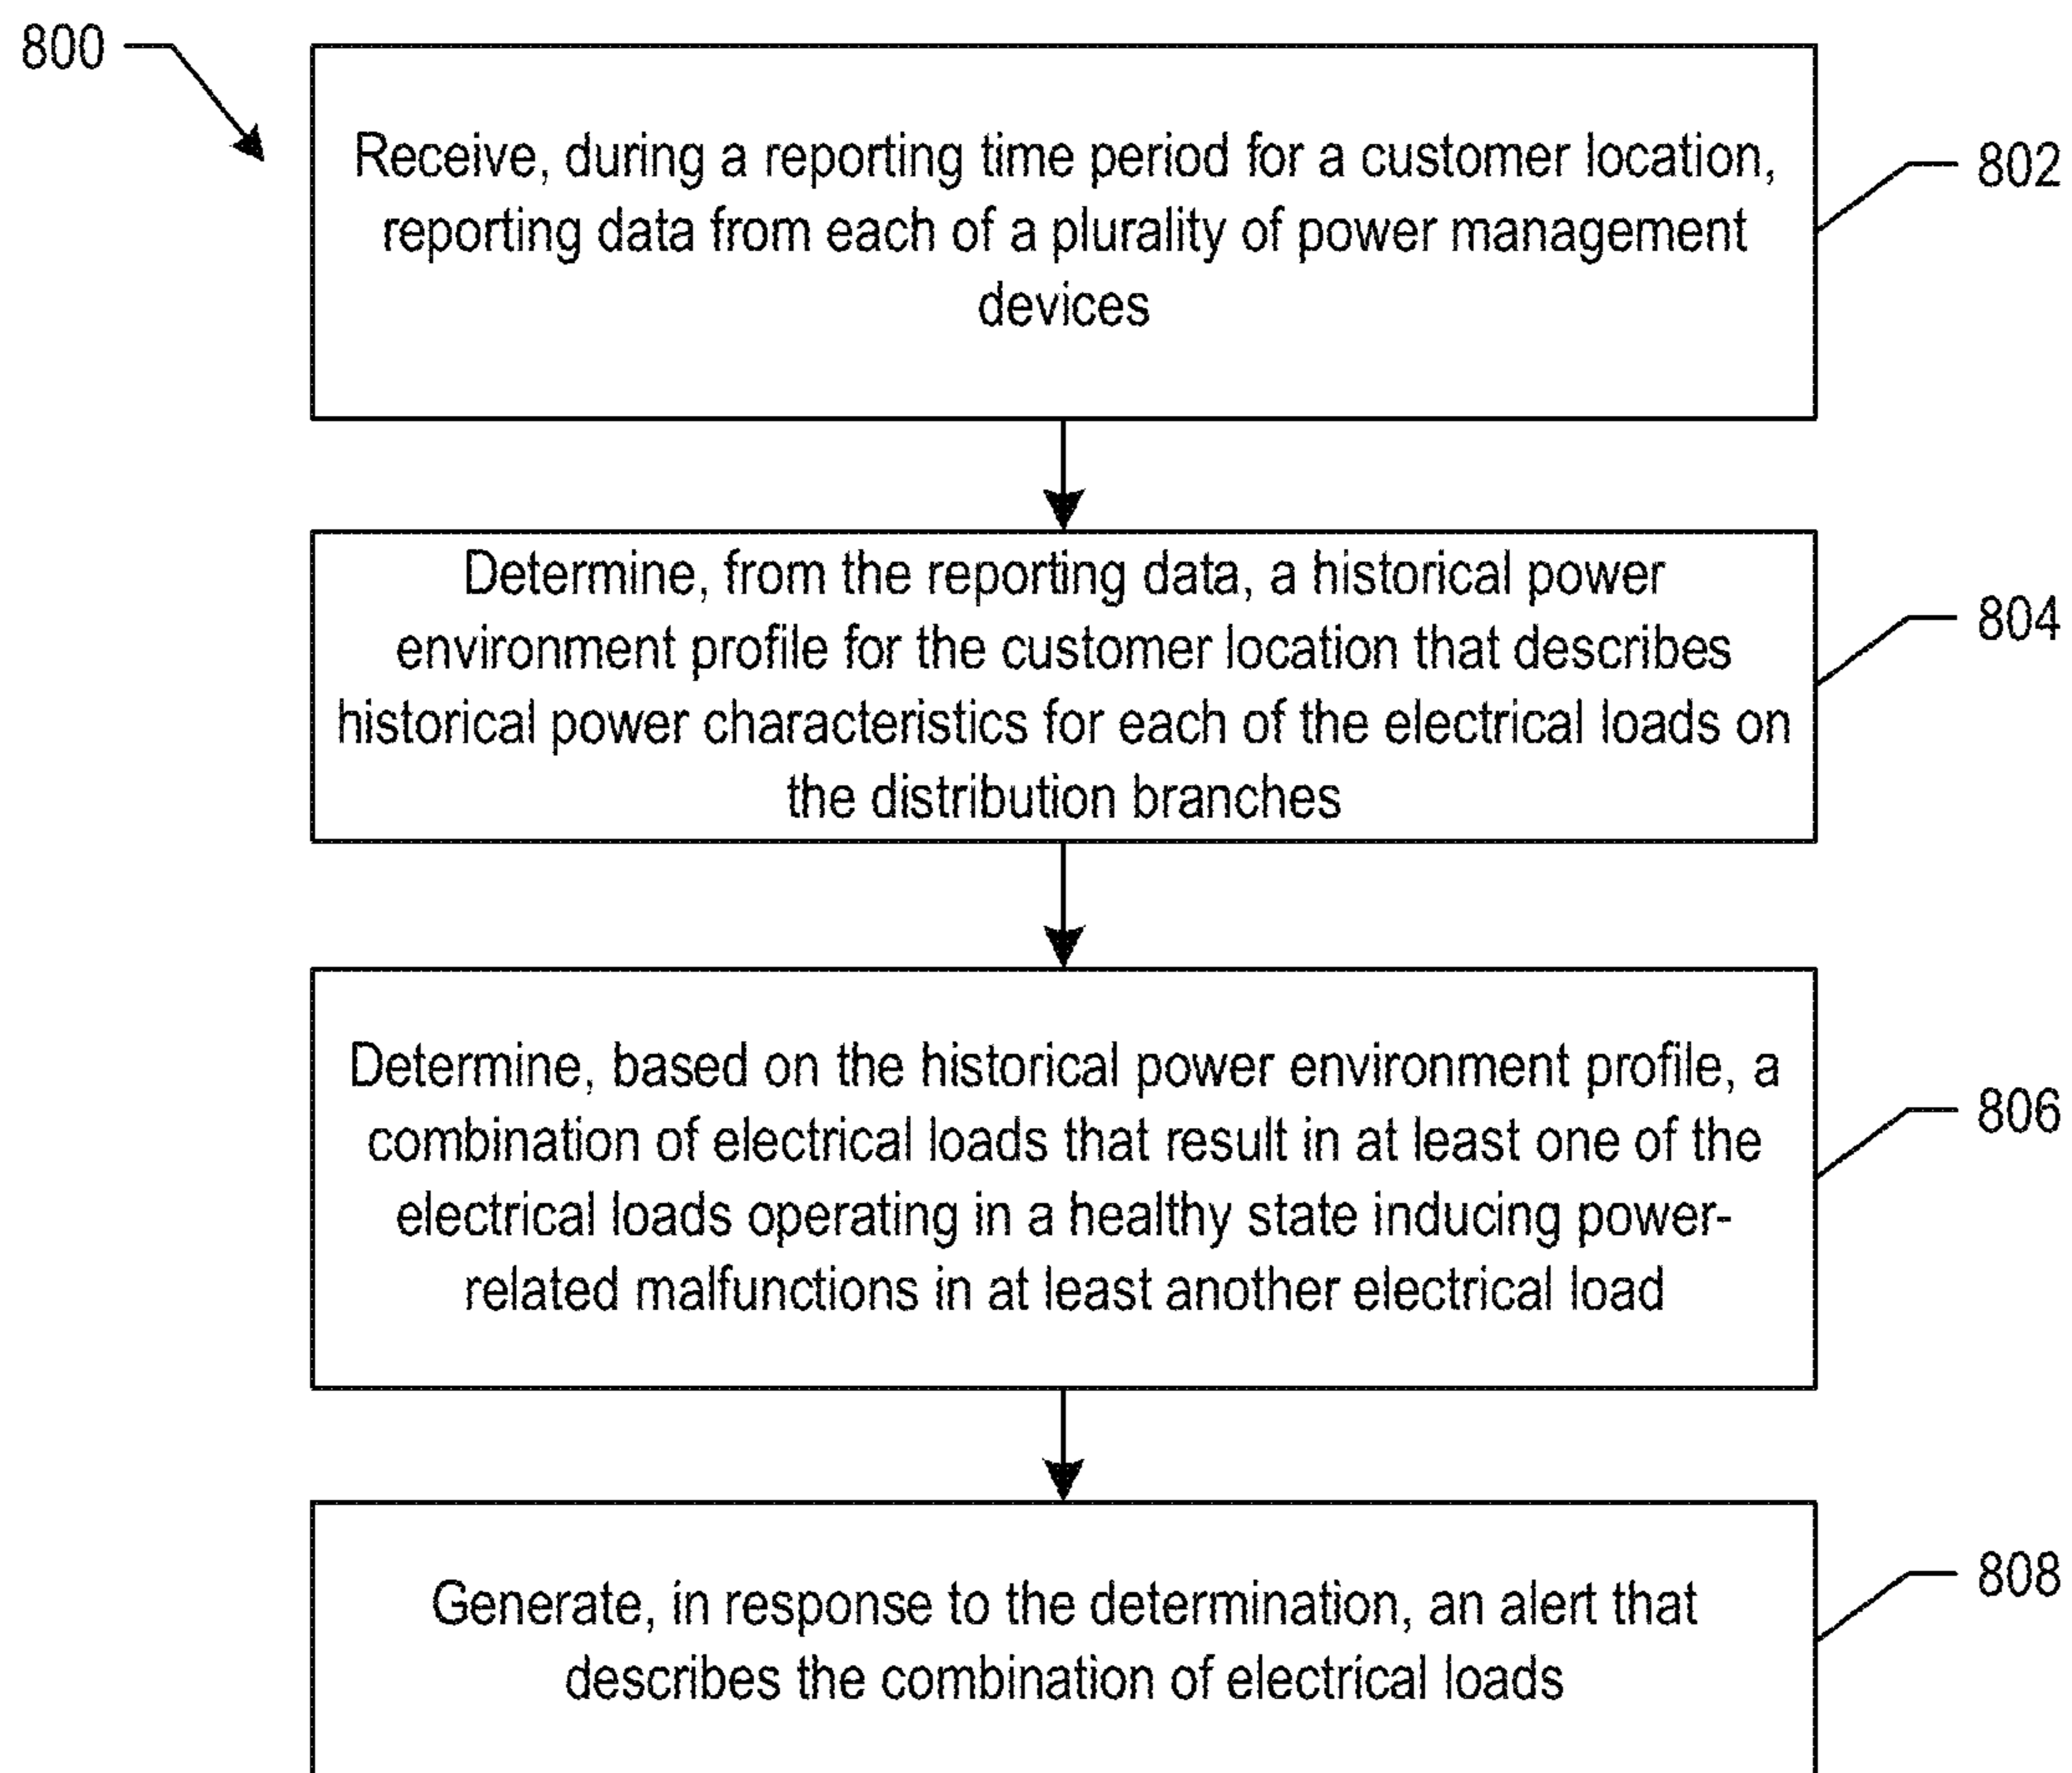 800
Receive, during a reporting time period for a customer location,
reporting data from each of a plurality of power management
devices
802
Determine, from the reporting data, a historical power
environment profile for the customer location that describes
historical power characteristics for each of the electrical loads on
the distribution branches
804
Determine, based on the historical power environment profile, a
combination of electrical loads that result in at least one of the
electrical loads operating in a healthy state inducing power-
related malfunctions in at least another electrical load
806
Generate, in response to the determination, an alert that
describes the combination of electrical loads
808